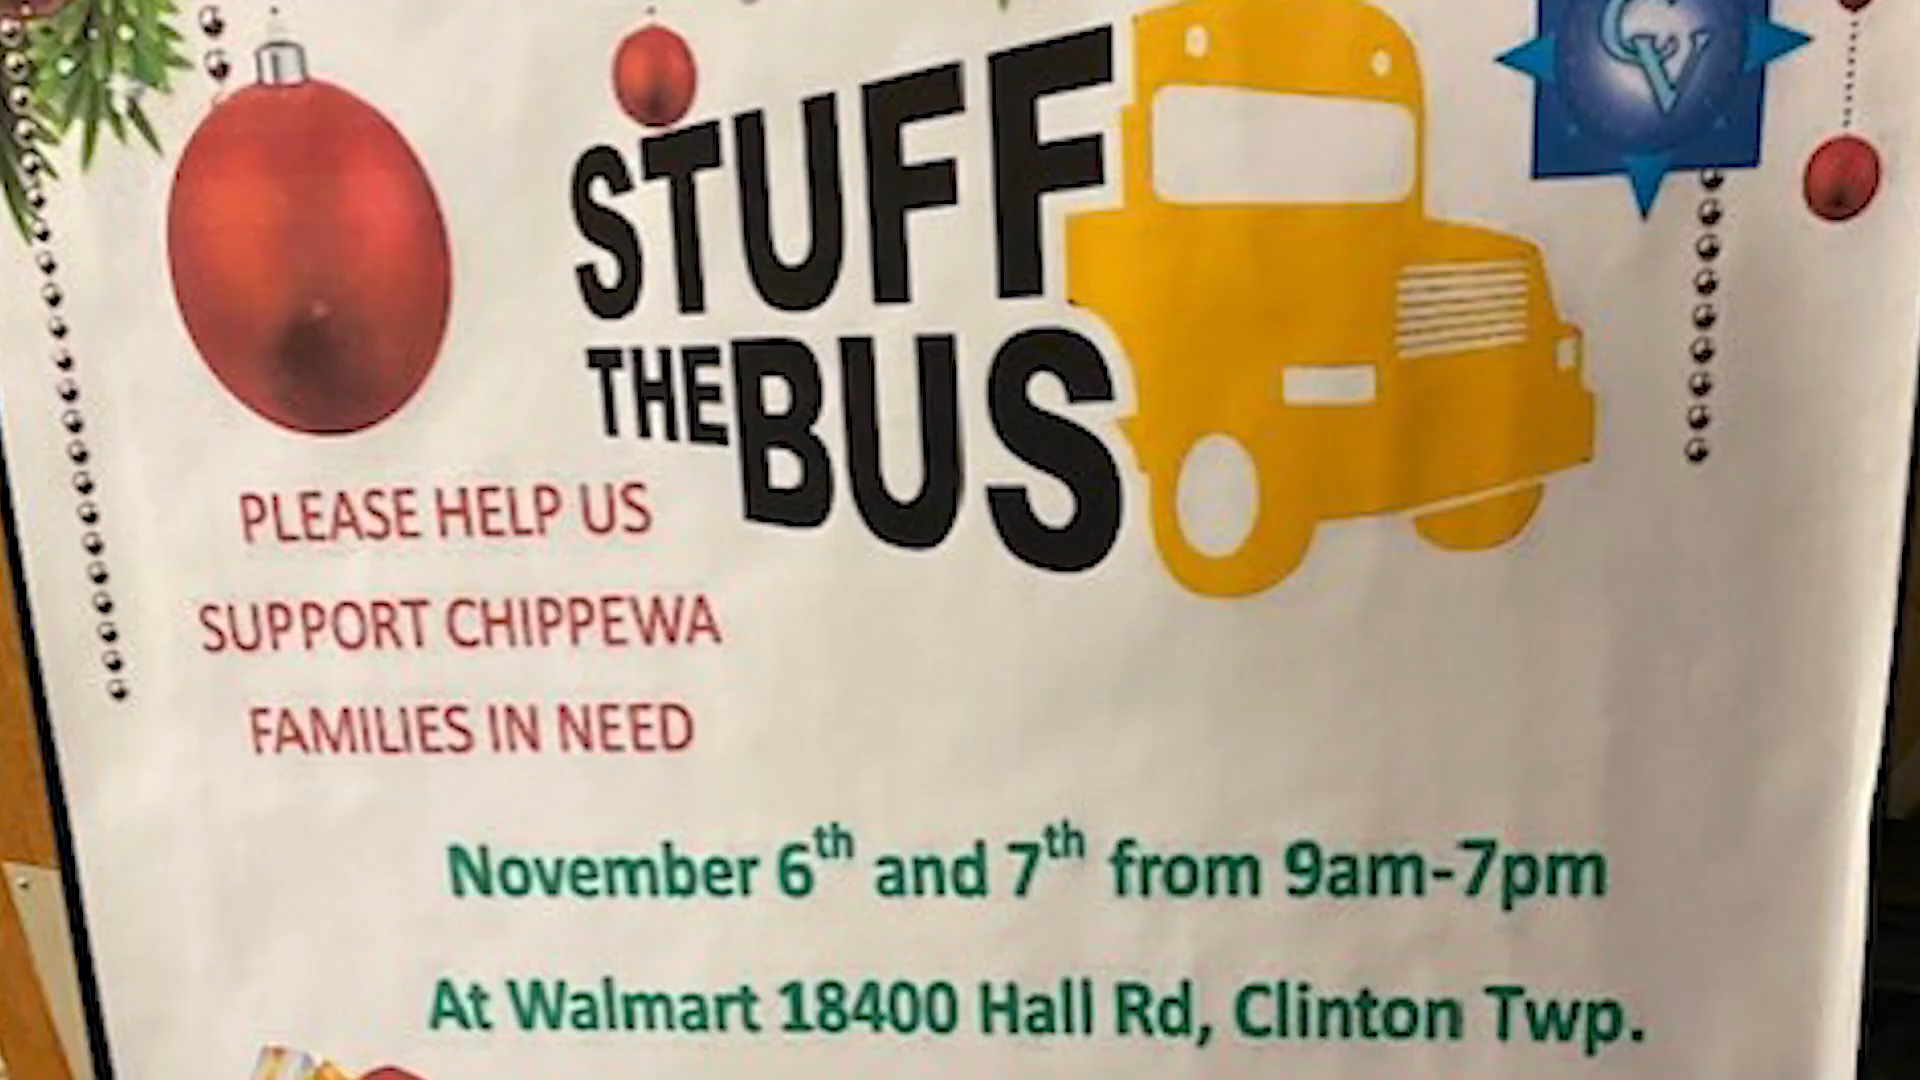 STUFF
THE BUS
CV
PLEASE HELP US
SUPPORT CHIPPEWA
FAMILIES IN NEED
November 6th and 7th from 9am-7pm
At Walmart 18400 Hall Rd, Clinton Twp.